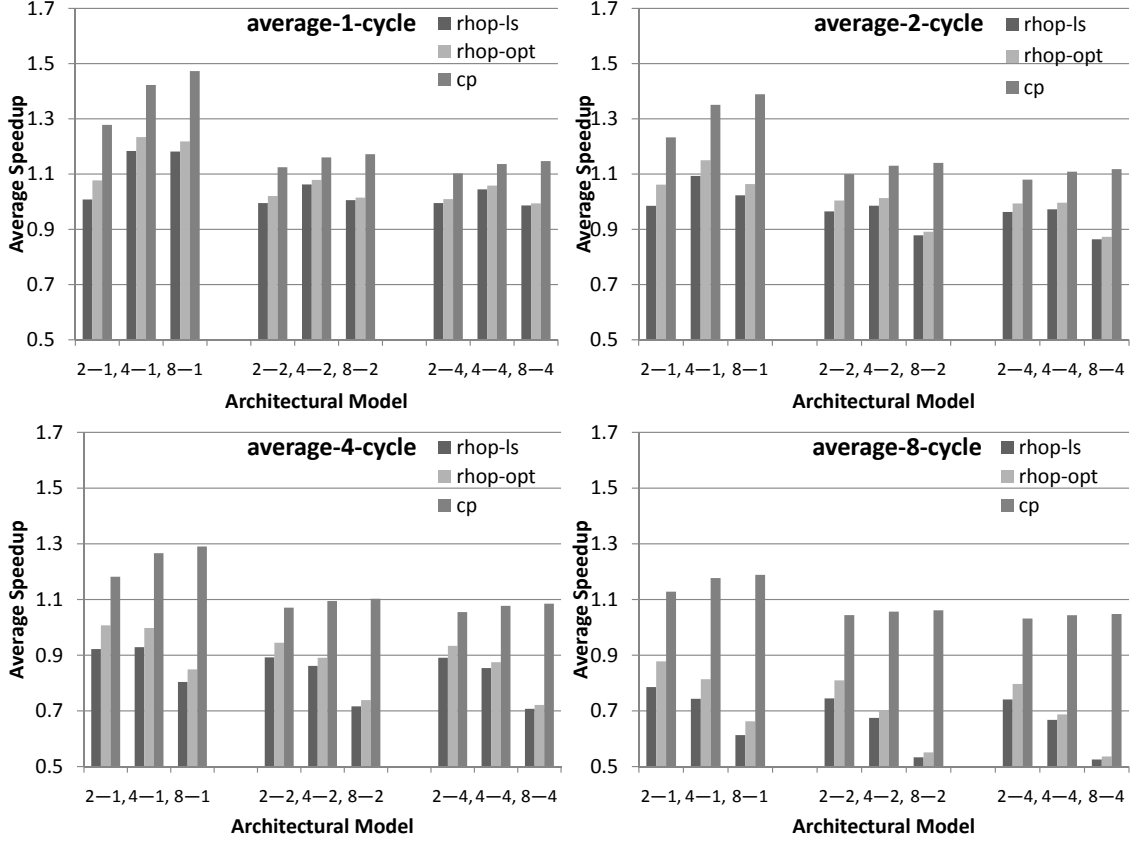 average-1-cycle
rhop-ls
rhop-opt
cp
Average Speedup
1.7
1.5
1.3
1.1
0.9
0.7
0.5
2—1, 4—1, 8—1
2—2, 4—2, 8—2
2—4, 4—4, 8—4
Architectural Model
average-2-cycle
rhop-ls
rhop-opt
cp
Average Speedup
1.7
1.5
1.3
1.1
0.9
0.7
0.5
2—1, 4—1, 8—1
2—2, 4—2, 8—2
2—4, 4—4, 8—4
Architectural Model
average-4-cycle
rhop-ls
rhop-opt
cp
Average Speedup
1.7
1.5
1.3
1.1
0.9
0.7
0.5
2—1, 4—1, 8—1
2—2, 4—2, 8—2
2—4, 4—4, 8—4
Architectural Model
average-8-cycle
rhop-ls
rhop-opt
cp
Average Speedup
1.7
1.5
1.3
1.1
0.9
0.7
0.5
2—1, 4—1, 8—1
2—2, 4—2, 8—2
2—4, 4—4, 8—4
Architectural Model